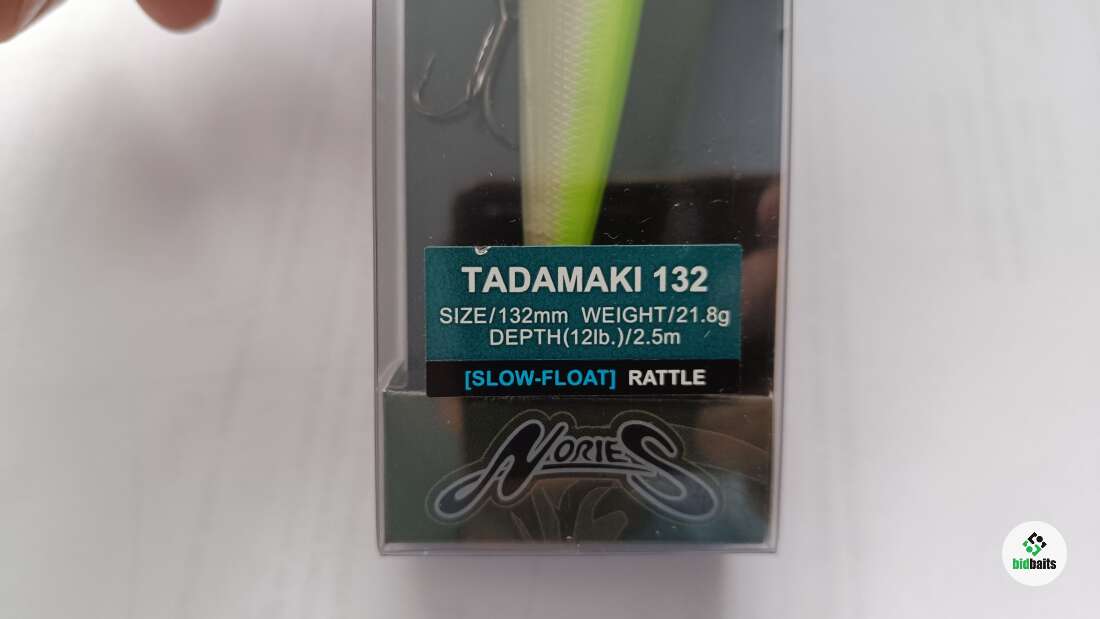 TADAMAKI 132
SIZE/132mm WEIGHT/21.8g
DEPTH(12lb.)/2.5m
[SLOW-FLOAT] RATTLE
NORIES
bidbaits